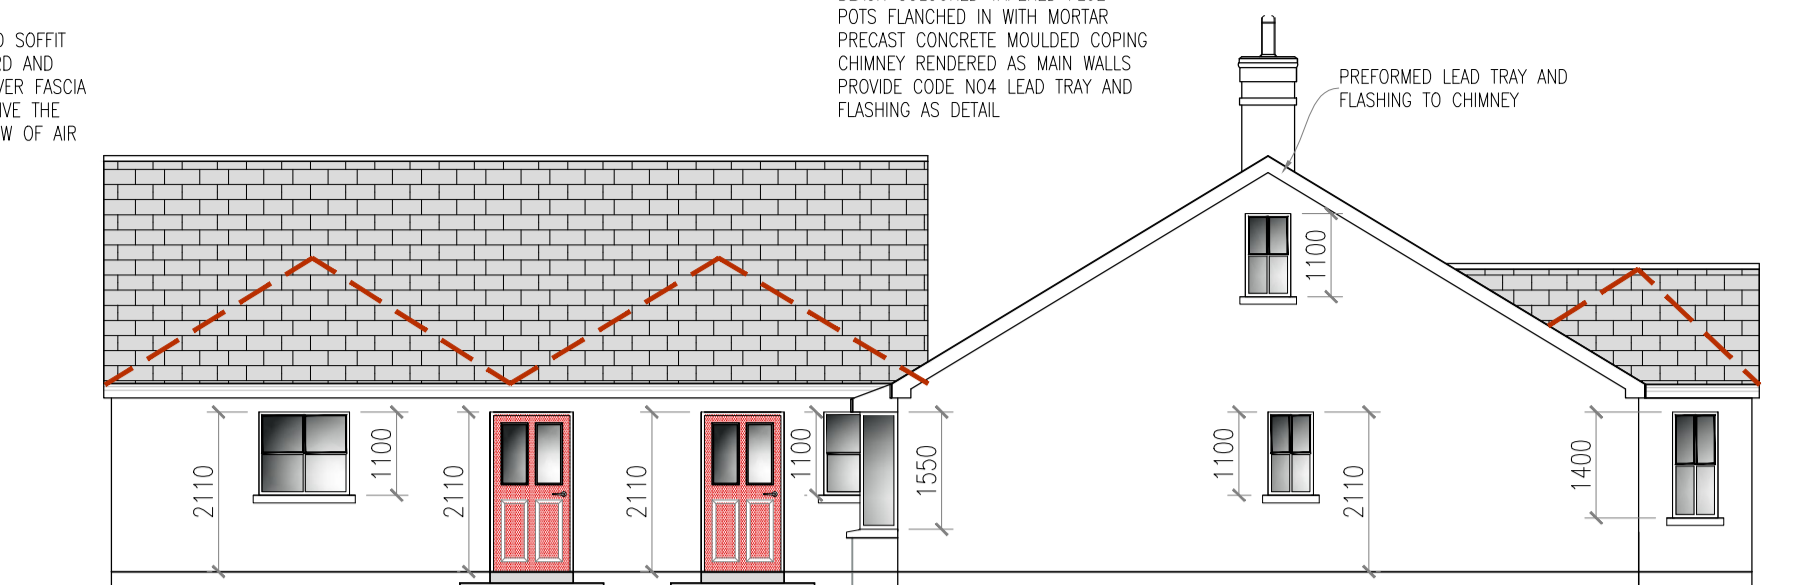 SOFFIT
AND
FASCIA
THE
OF AIR
POTS FLANCHED IN WITH MORTAR
PRECAST CONCRETE MOULDED COPING
CHIMNEY RENDERED AS MAIN WALLS
PROVIDE CODE NO4 LEAD TRAY AND
FLASHING AS DETAIL
PREFORMED LEAD TRAY AND
FLASHING TO CHIMNEY
1100
2110
1100
2110
2110
1100
1550
1100
2110
1400